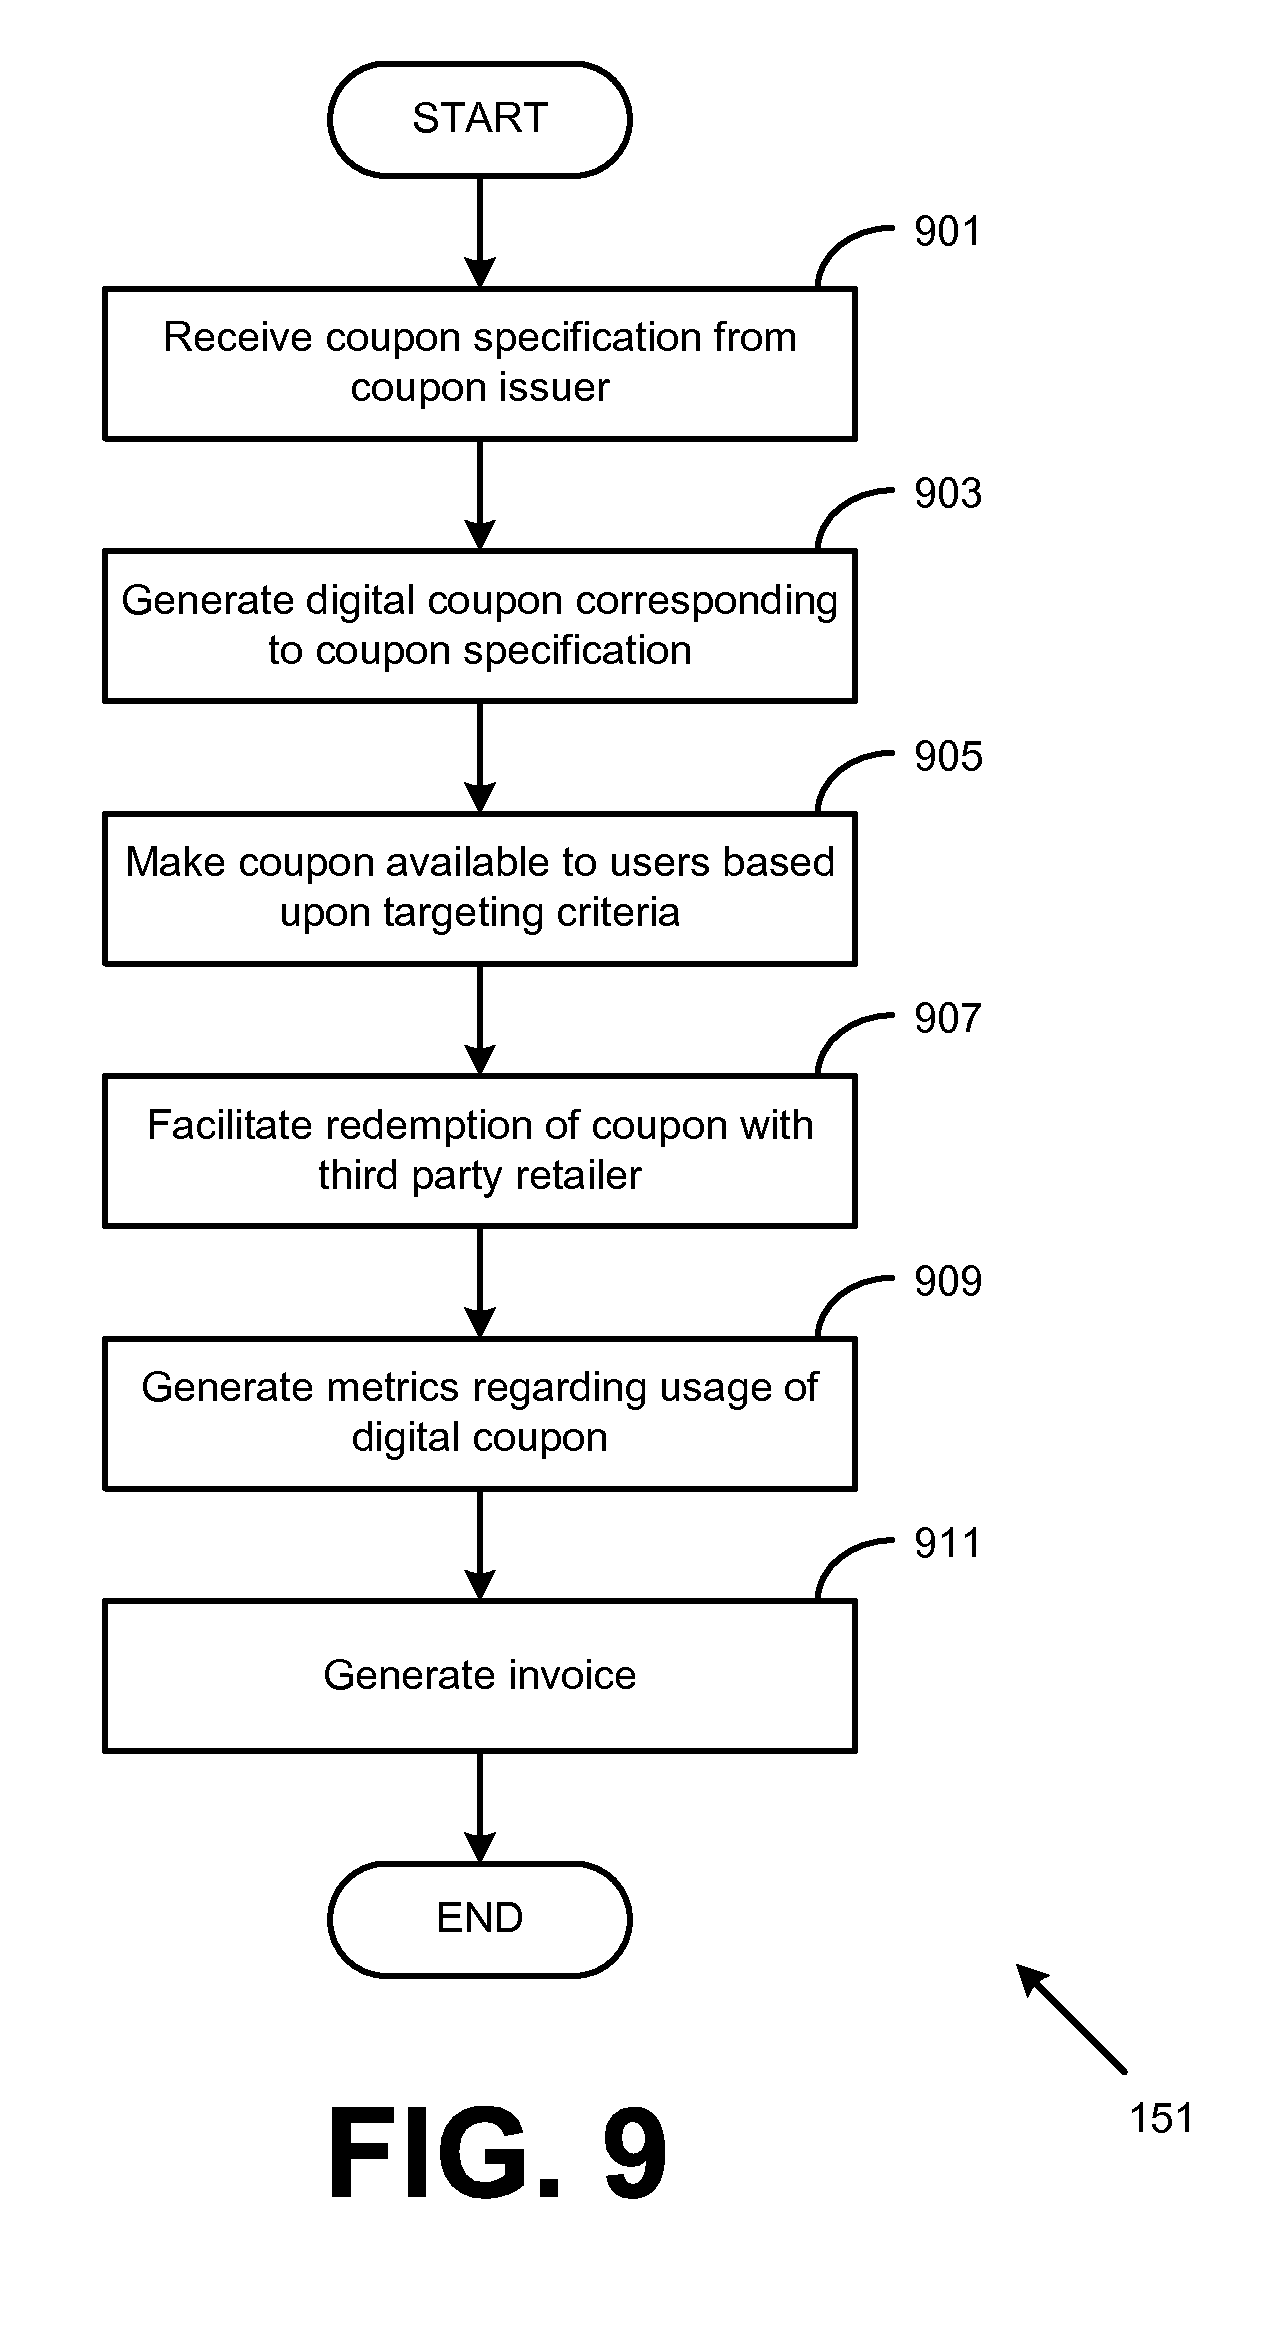 START
901
Receive coupon specification from
coupon issuer
903
Generate digital coupon corresponding
to coupon specification
905
Make coupon available to users based
upon targeting criteria
907
Facilitate redemption of coupon with
third party retailer
909
Generate metrics regarding usage of
digital coupon
911
Generate invoice
END
151
FIG. 9